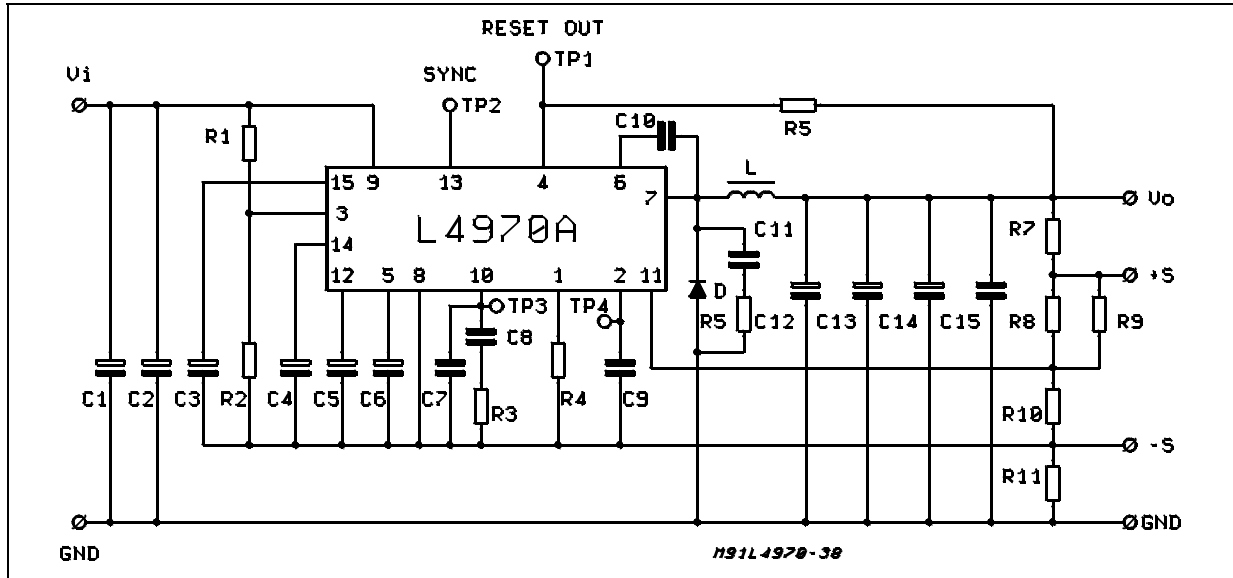 RESET OUT
TP1
Vi
SYNC
TP2
C10
R5
R1
L
15 9 13 4 6
7
Vo
3
L4970A
C11
R7
14
12 5 8 10 1 2 11
+S
TP3
TP4
D
C8
R5
C12 C13 C14 C15
R8
R9
C1 C2 C3 R2 C4 C5 C6 C7
R3
R4
C9
R10
-S
R11
GND
GND
M91L4970-38